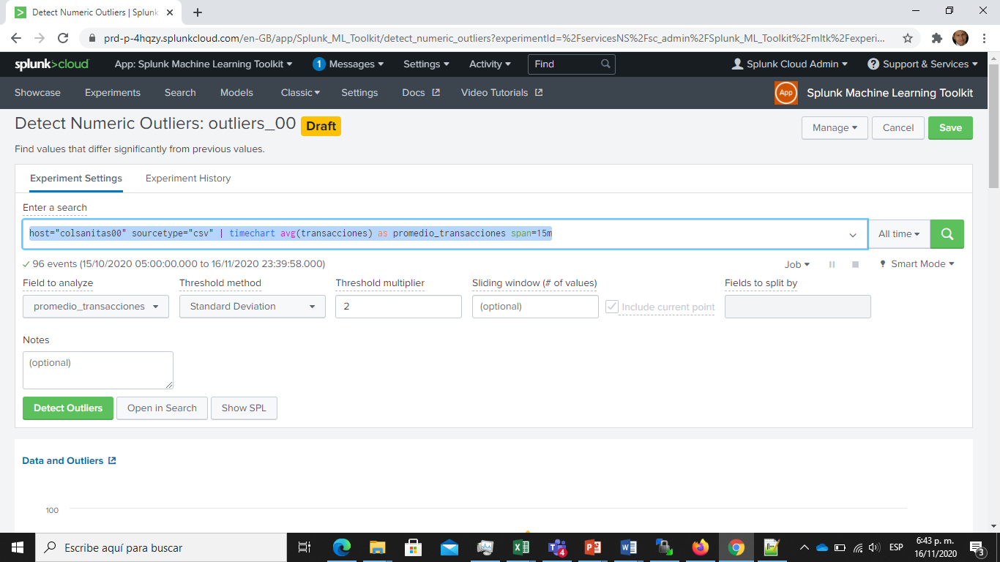 Detect Numeric Outliers | Splunk
prd-p-4hqzy.splunkcloud.com/en-GB/app/Splunk_ML_Toolkit/detect_numeric_outliers?experimentId=%2FservicesNS%2Fsc_admin%2FSplunk_ML_Toolkit%2Fmltk%2Fexperi...
splunk>cloud App: Splunk Machine Learning Toolkit 1 Messages Settings Activity Find Splunk Cloud Admin Support & Services
Showcase Experiments Search Models Classic Settings Docs Video Tutorials App Splunk Machine Learning Toolkit
Detect Numeric Outliers: outliers_00 Draft Manage Cancel Save
Find values that differ significantly from previous values.
Experiment Settings Experiment History
Enter a search
host="colsanitas00" sourcetype="csv" | timechart avg(transacciones) as promedio_transacciones span=15m All time
96 events (15/10/2020 05:00:00.000 to 16/11/2020 23:39:58.000) Job Smart Mode
Field to analyze Threshold method Threshold multiplier Sliding window (# of values) Fields to split by
promedio_transacciones Standard Deviation 2 (optional) Include current point
Notes
(optional)
Detect Outliers Open in Search Show SPL
Data and Outliers
100
Escribe aquí para buscar 4 ESP 6:43 p. m. 3
16/11/2020